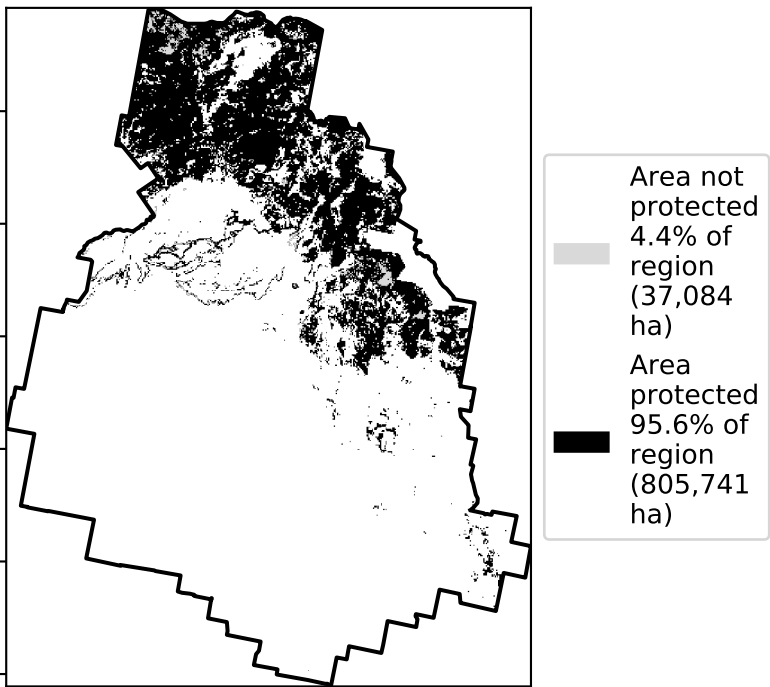 Area not
protected
4.4% of
region
(37,084
ha)
Area
protected
95.6% of
region
(805,741
ha)